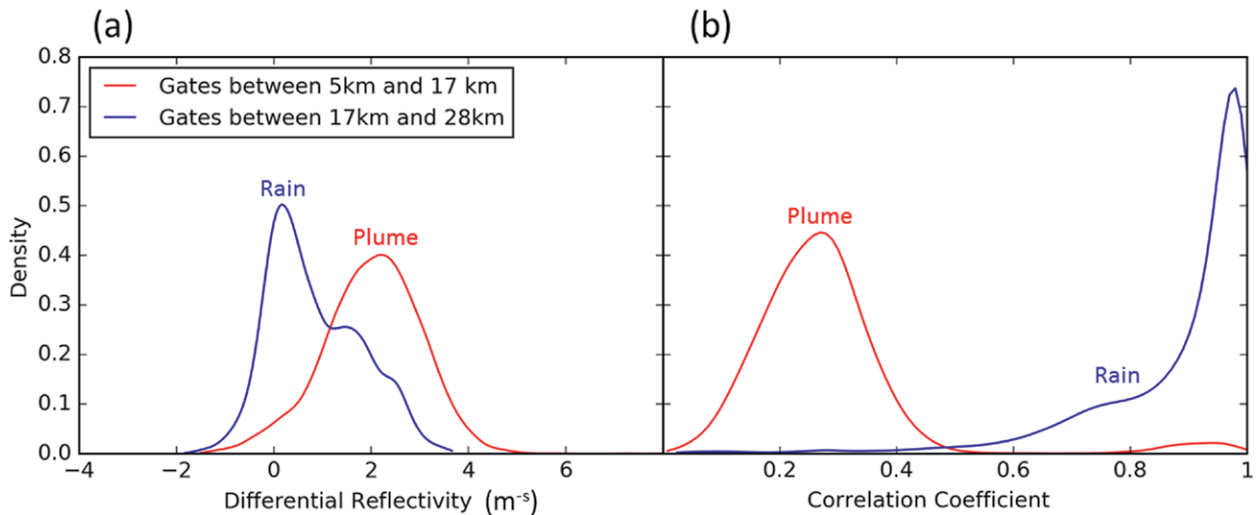 (a)
(b)
0.8
0.7
0.6
0.5
0.4
0.3
0.2
0.1
0.0
Density
Gates between 5km and 17 km
Gates between 17km and 28km
Rain
Plume
Plume
Rain
−4 −2 0 2 4 6
0.2 0.4 0.6 0.8 1
Differential Reflectivity (m⁻ˢ)
Correlation Coefficient